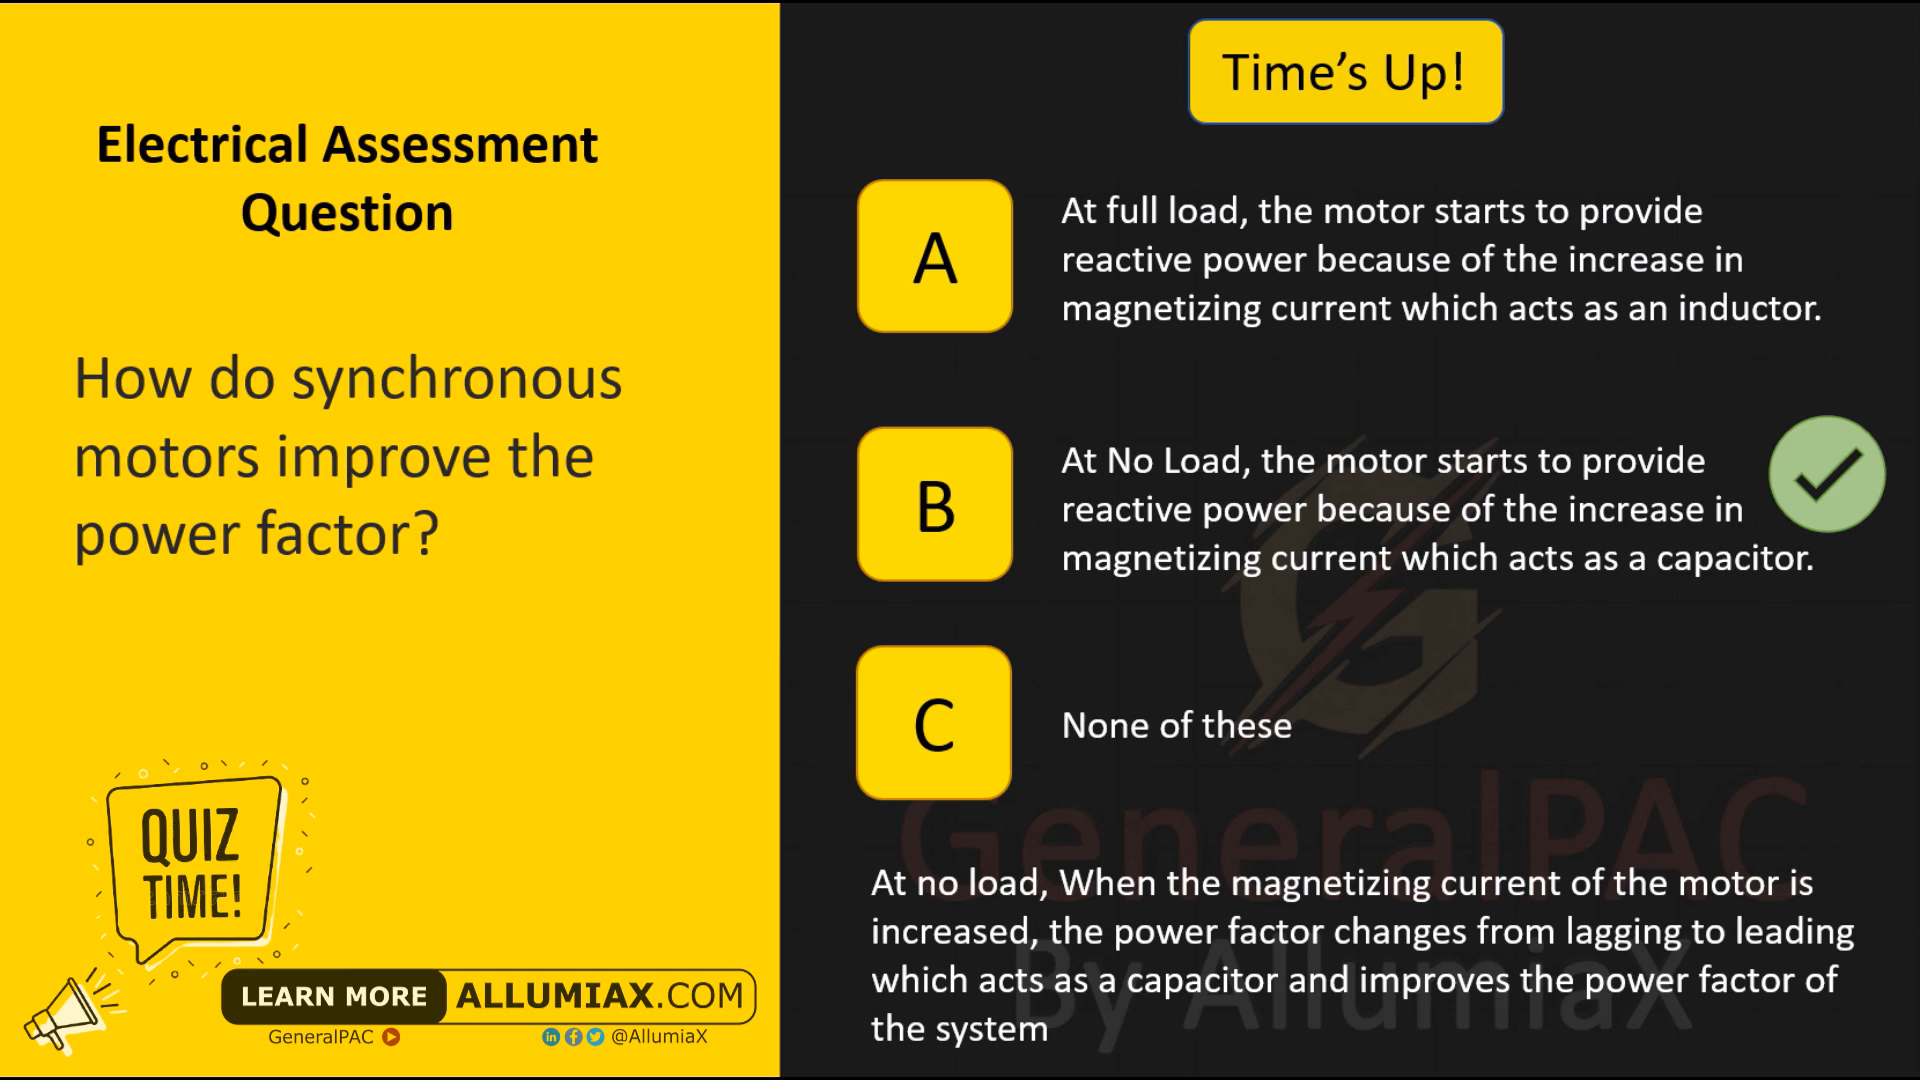 Time’s Up!
Electrical Assessment
Question
How do synchronous
motors improve the
power factor?
A
At full load, the motor starts to provide
reactive power because of the increase in
magnetizing current which acts as an inductor.
B
At No Load, the motor starts to provide
reactive power because of the increase in
magnetizing current which acts as a capacitor.
C
None of these
GeneralPAC
By AllumiaX
At no load, When the magnetizing current of the motor is
increased, the power factor changes from lagging to leading
which acts as a capacitor and improves the power factor of
the system
QUIZ
TIME!
LEARN MORE ALLUMIAX.COM
GeneralPAC @AllumiaX